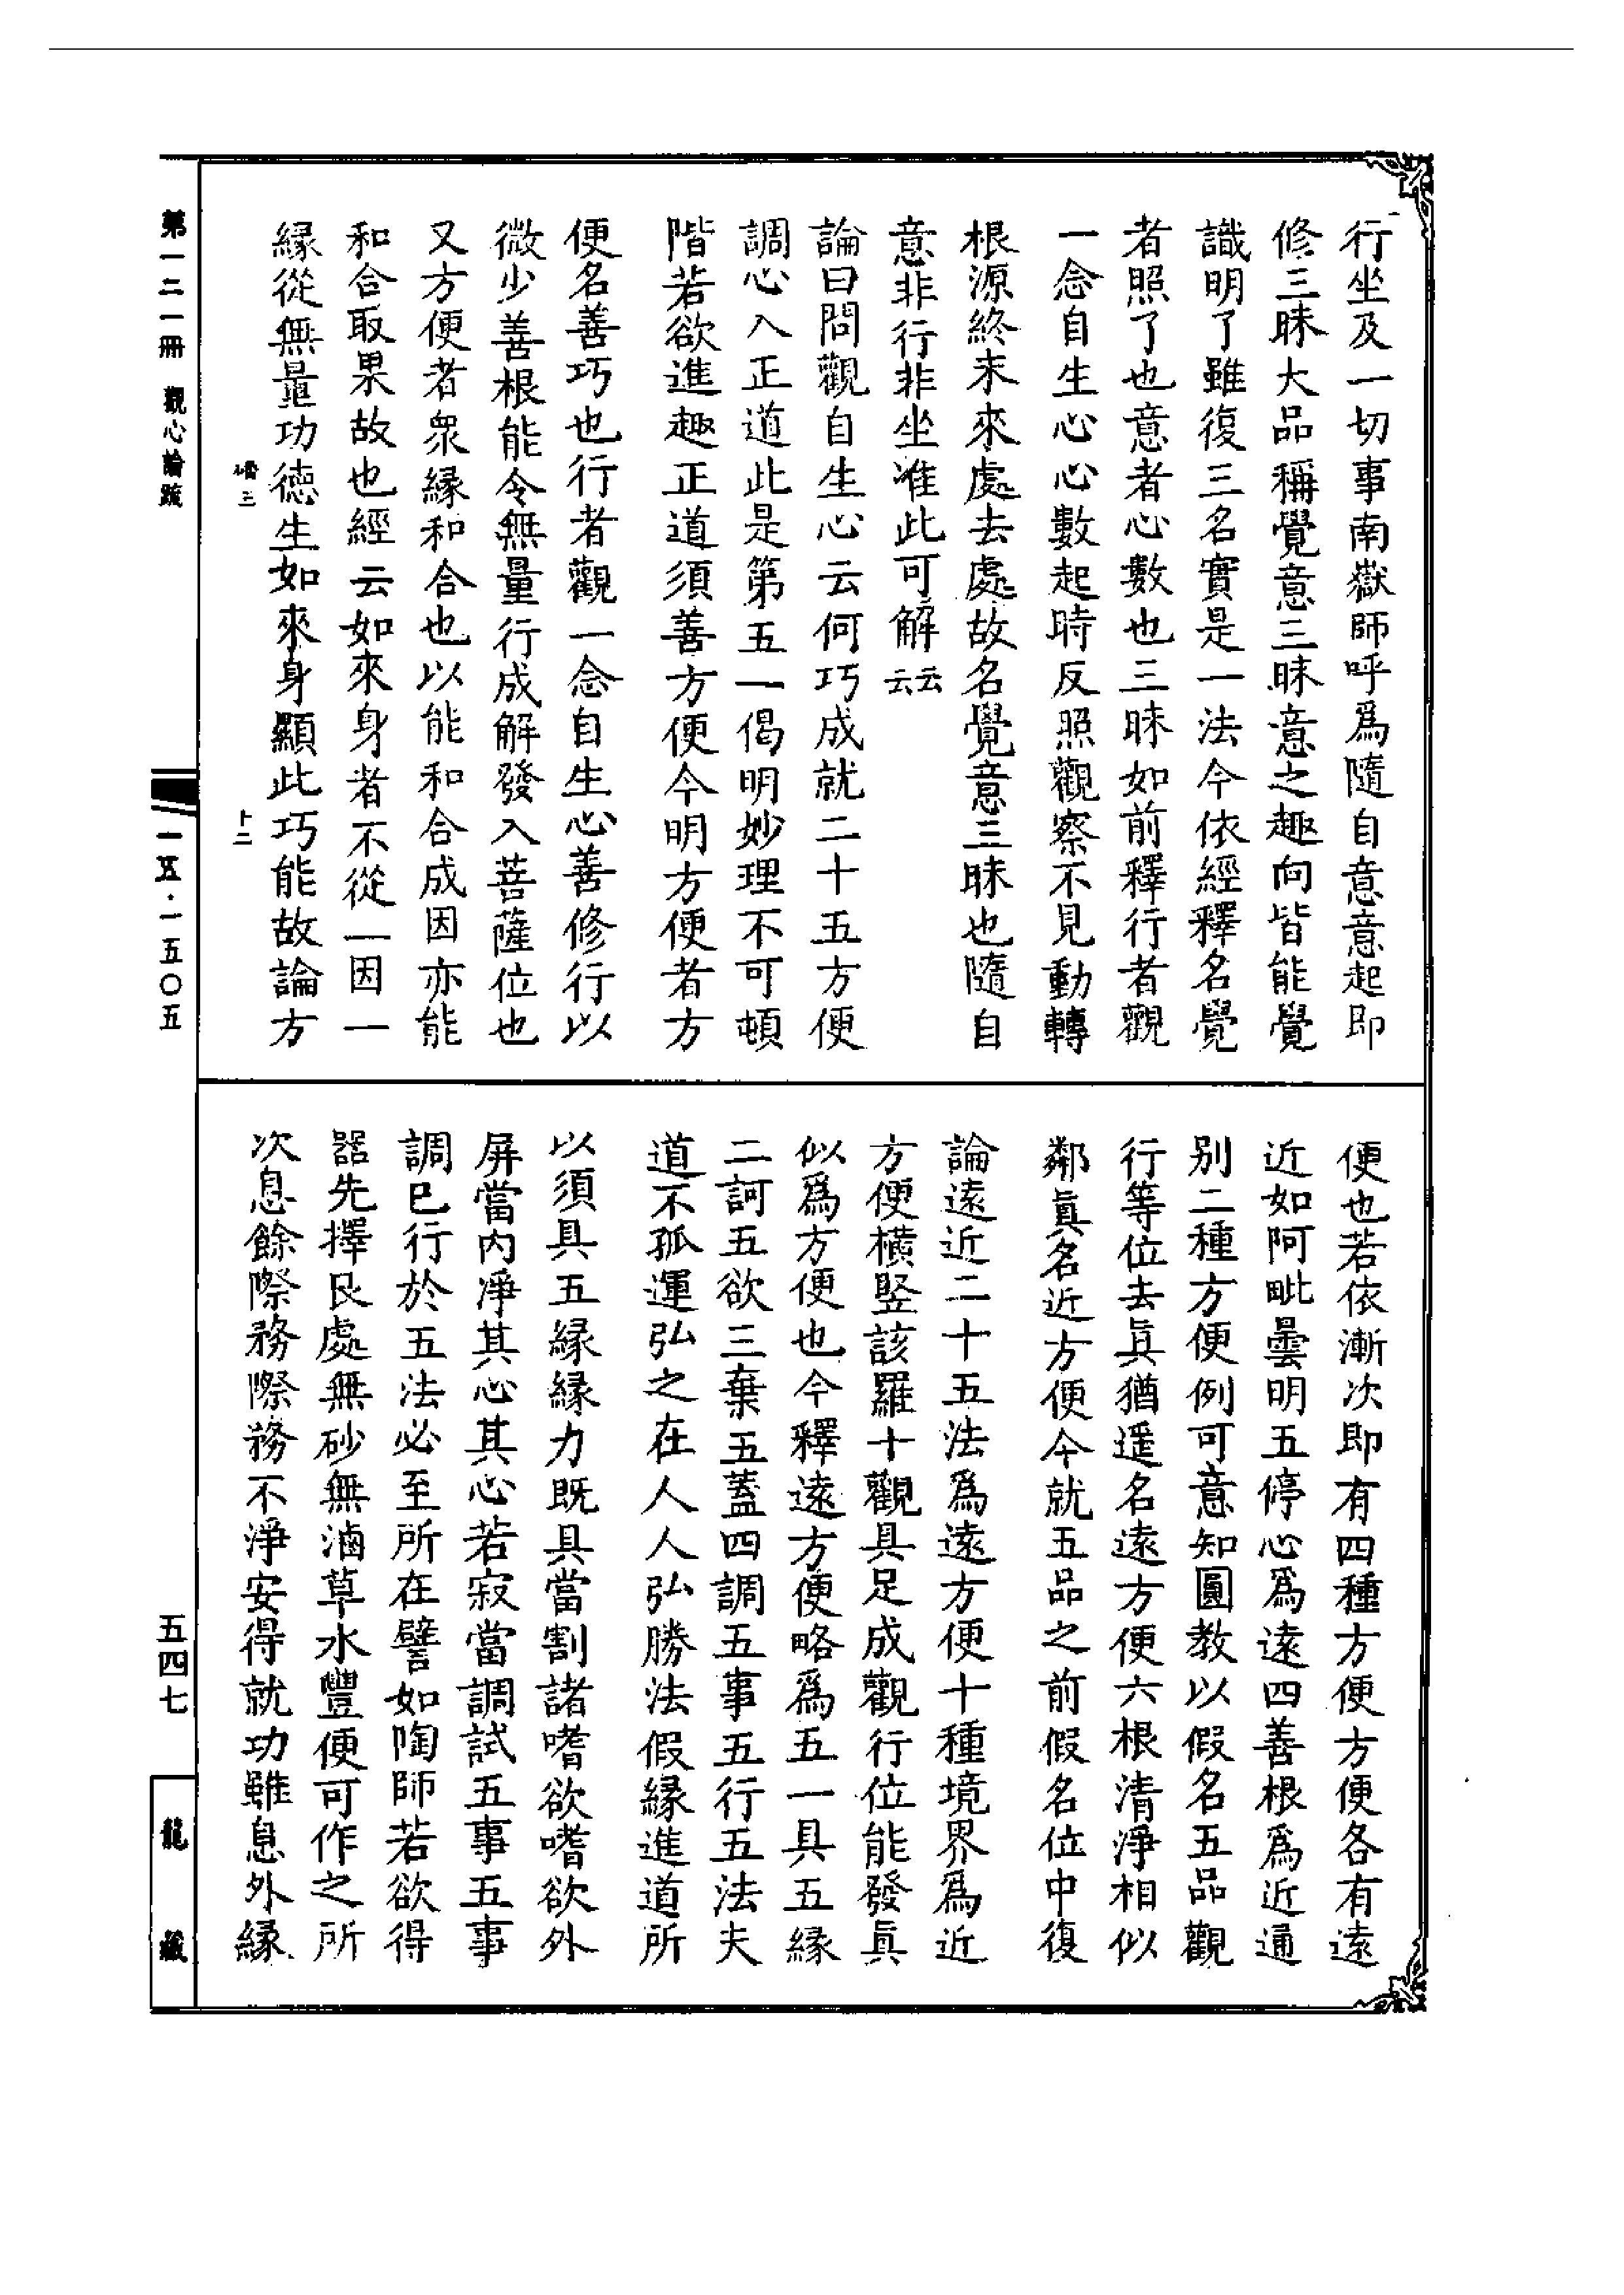 行坐及一切事南嶽師呼爲隨自意意起即
修三昧大品稱覺意三昧意之趣向皆能覺
識明了雖復三名實是一法今依經釋名覺
者照了也意者心數也三昧如前釋行者觀
一念自生心心數起時反照觀察不見動轉
根源終末來處去處故名覺意三昧也隨自
意非行非坐准此可解云云
論曰問觀自生心云何巧成就二十五方便
調心入正道此是第五一偈明妙理不可頓
階若欲進趣正道須善方便今明方便者方
便名善巧也行者觀一念自生心善修行以
微少善根能令無量行成解發入菩薩位也
又方便者衆縁和合也以能和合成因亦能
和合取果故也經云如來身者不從一因一
縁從無量功德生如來身顯此巧能故論方
便也若依漸次即有四種方便方便各有遠
近如阿毗曇明五停心爲遠四善根爲近通
别二種方便例可意知圓教以假名五品觀
行等位去眞猶遥名遠方便六根清淨相似
鄰眞名近方便今就五品之前假名位中復
論遠近二十五法爲遠方便十種境界爲近
方便橫竪該羅十觀具足成觀行位能發眞
似爲方便也今釋遠方便略爲五一具五縁
二訶五欲三棄五蓋四調五事五行五法夫
道不孤運弘之在人人弘勝法假縁進道所
以須具五縁縁力既具當割諸嗜欲嗜欲外
屏當内淨其心其心若寂當調試五事五事
調已行於五法必至所在譬如陶師若欲得
器先擇良處無砂無滷草水豐便可作之所
次息餘際務際務不淨安得就功雖息外縁
第一二一冊 觀心論疏
三
卜二
一五·一五〇五
五四七
龍藏